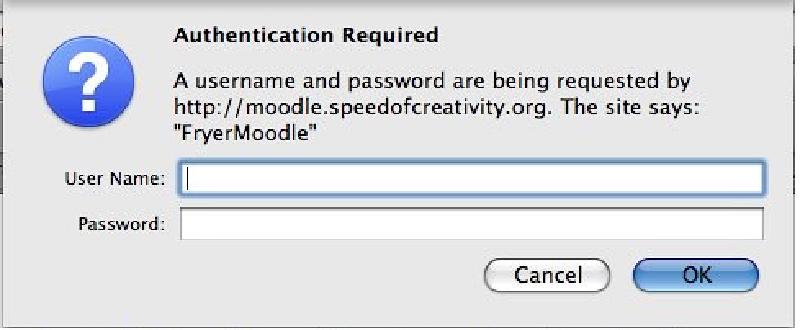 Authentication Required
A username and password are being requested by
http://moodle.speedofcreativity.org. The site says:
"FryerMoodle"
User Name:
Password:
Cancel OK